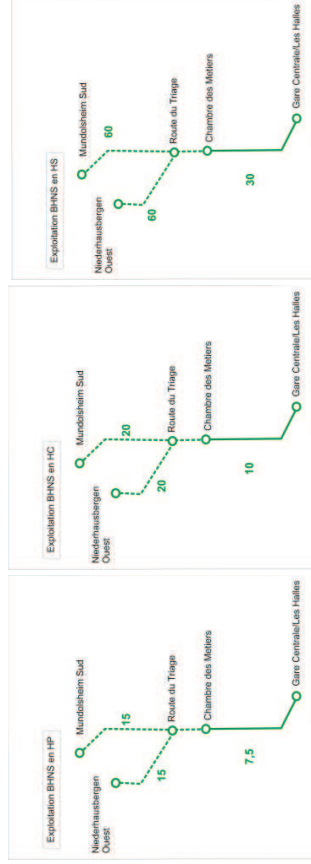 Exploitation BHNS en HP
Mundolsheim Sud
Niederhausbergen
Ouest
15
15
Route du Triage
Chambre des Metiers
7,5
Gare Centrale/Les Halles
Exploitation BHNS en HC
Mundolsheim Sud
Niederhausbergen
Ouest
20
20
Route du Triage
Chambre des Metiers
10
Gare Centrale/Les Halles
Exploitation BHNS en HS
Mundolsheim Sud
60
Niederhausbergen
Ouest
60
Route du Triage
Chambre des Metiers
30
Gare Centrale/Les Halles